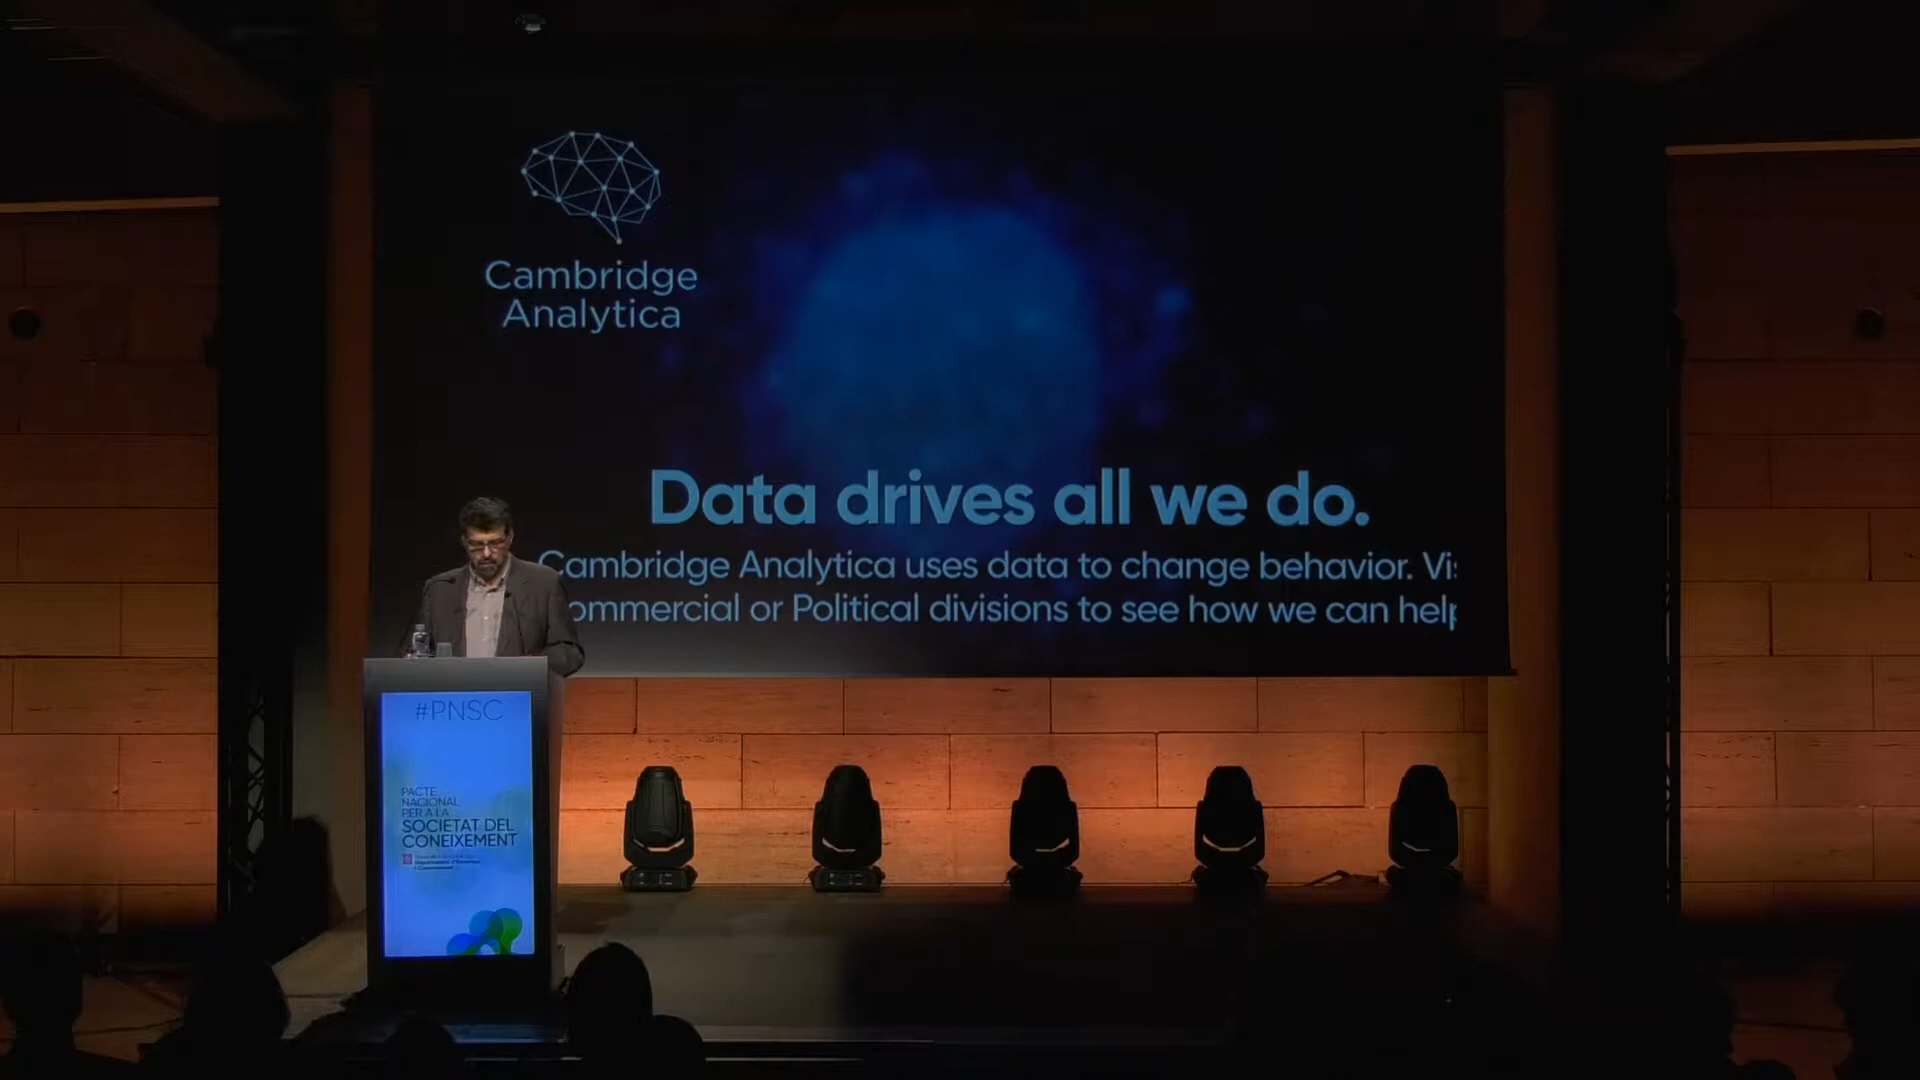 Cambridge
Analytica
Data drives all we do.
Cambridge Analytica uses data to change behavior.
ommercial or Political divisions to see how we can help
#PNSC
PACTE
NACIONAL
PER A LA
SOCIETAT DEL
CONEIXEMENT